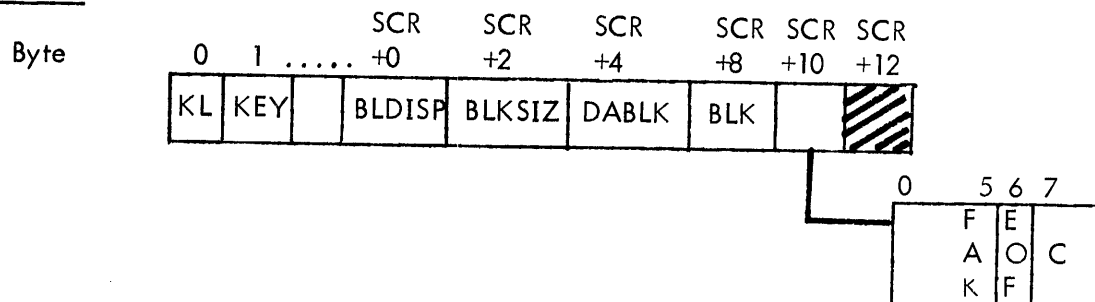 SCR SCR SCR SCR SCR SCR
Byte 0 1 ..... +0 +2 +4 +8 +10 +12
KL KEY BLDISP BLKSIZ DABLK BLK
0 5 6 7
F E
A O C
K F